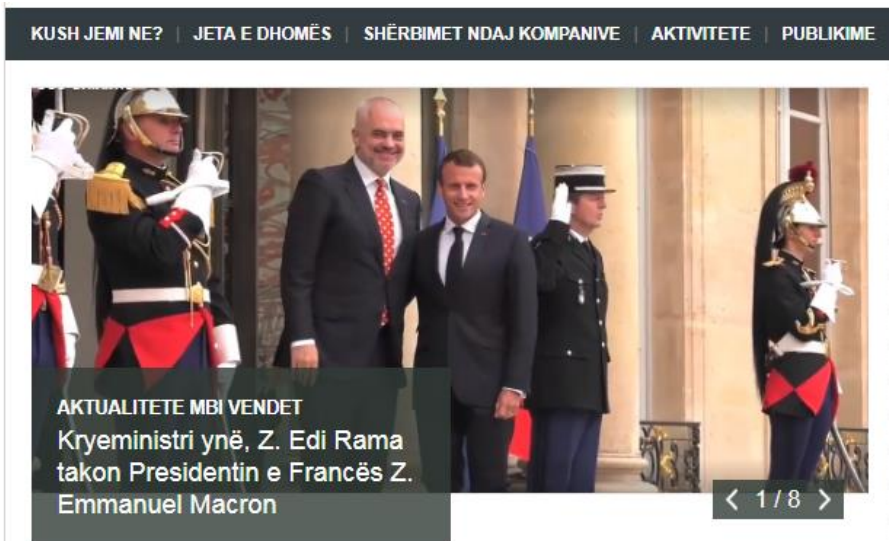 KUSH JEMI NE? | JETA E DHOMËS | SHËRBIMET NDAJ KOMPANIVE | AKTIVITETE | PUBLIKIME
AKTUALITETE MBI VENDET
Kryeministri ynë, Z. Edi Rama
takon Presidentin e Francës Z.
Emmanuel Macron
1 / 8